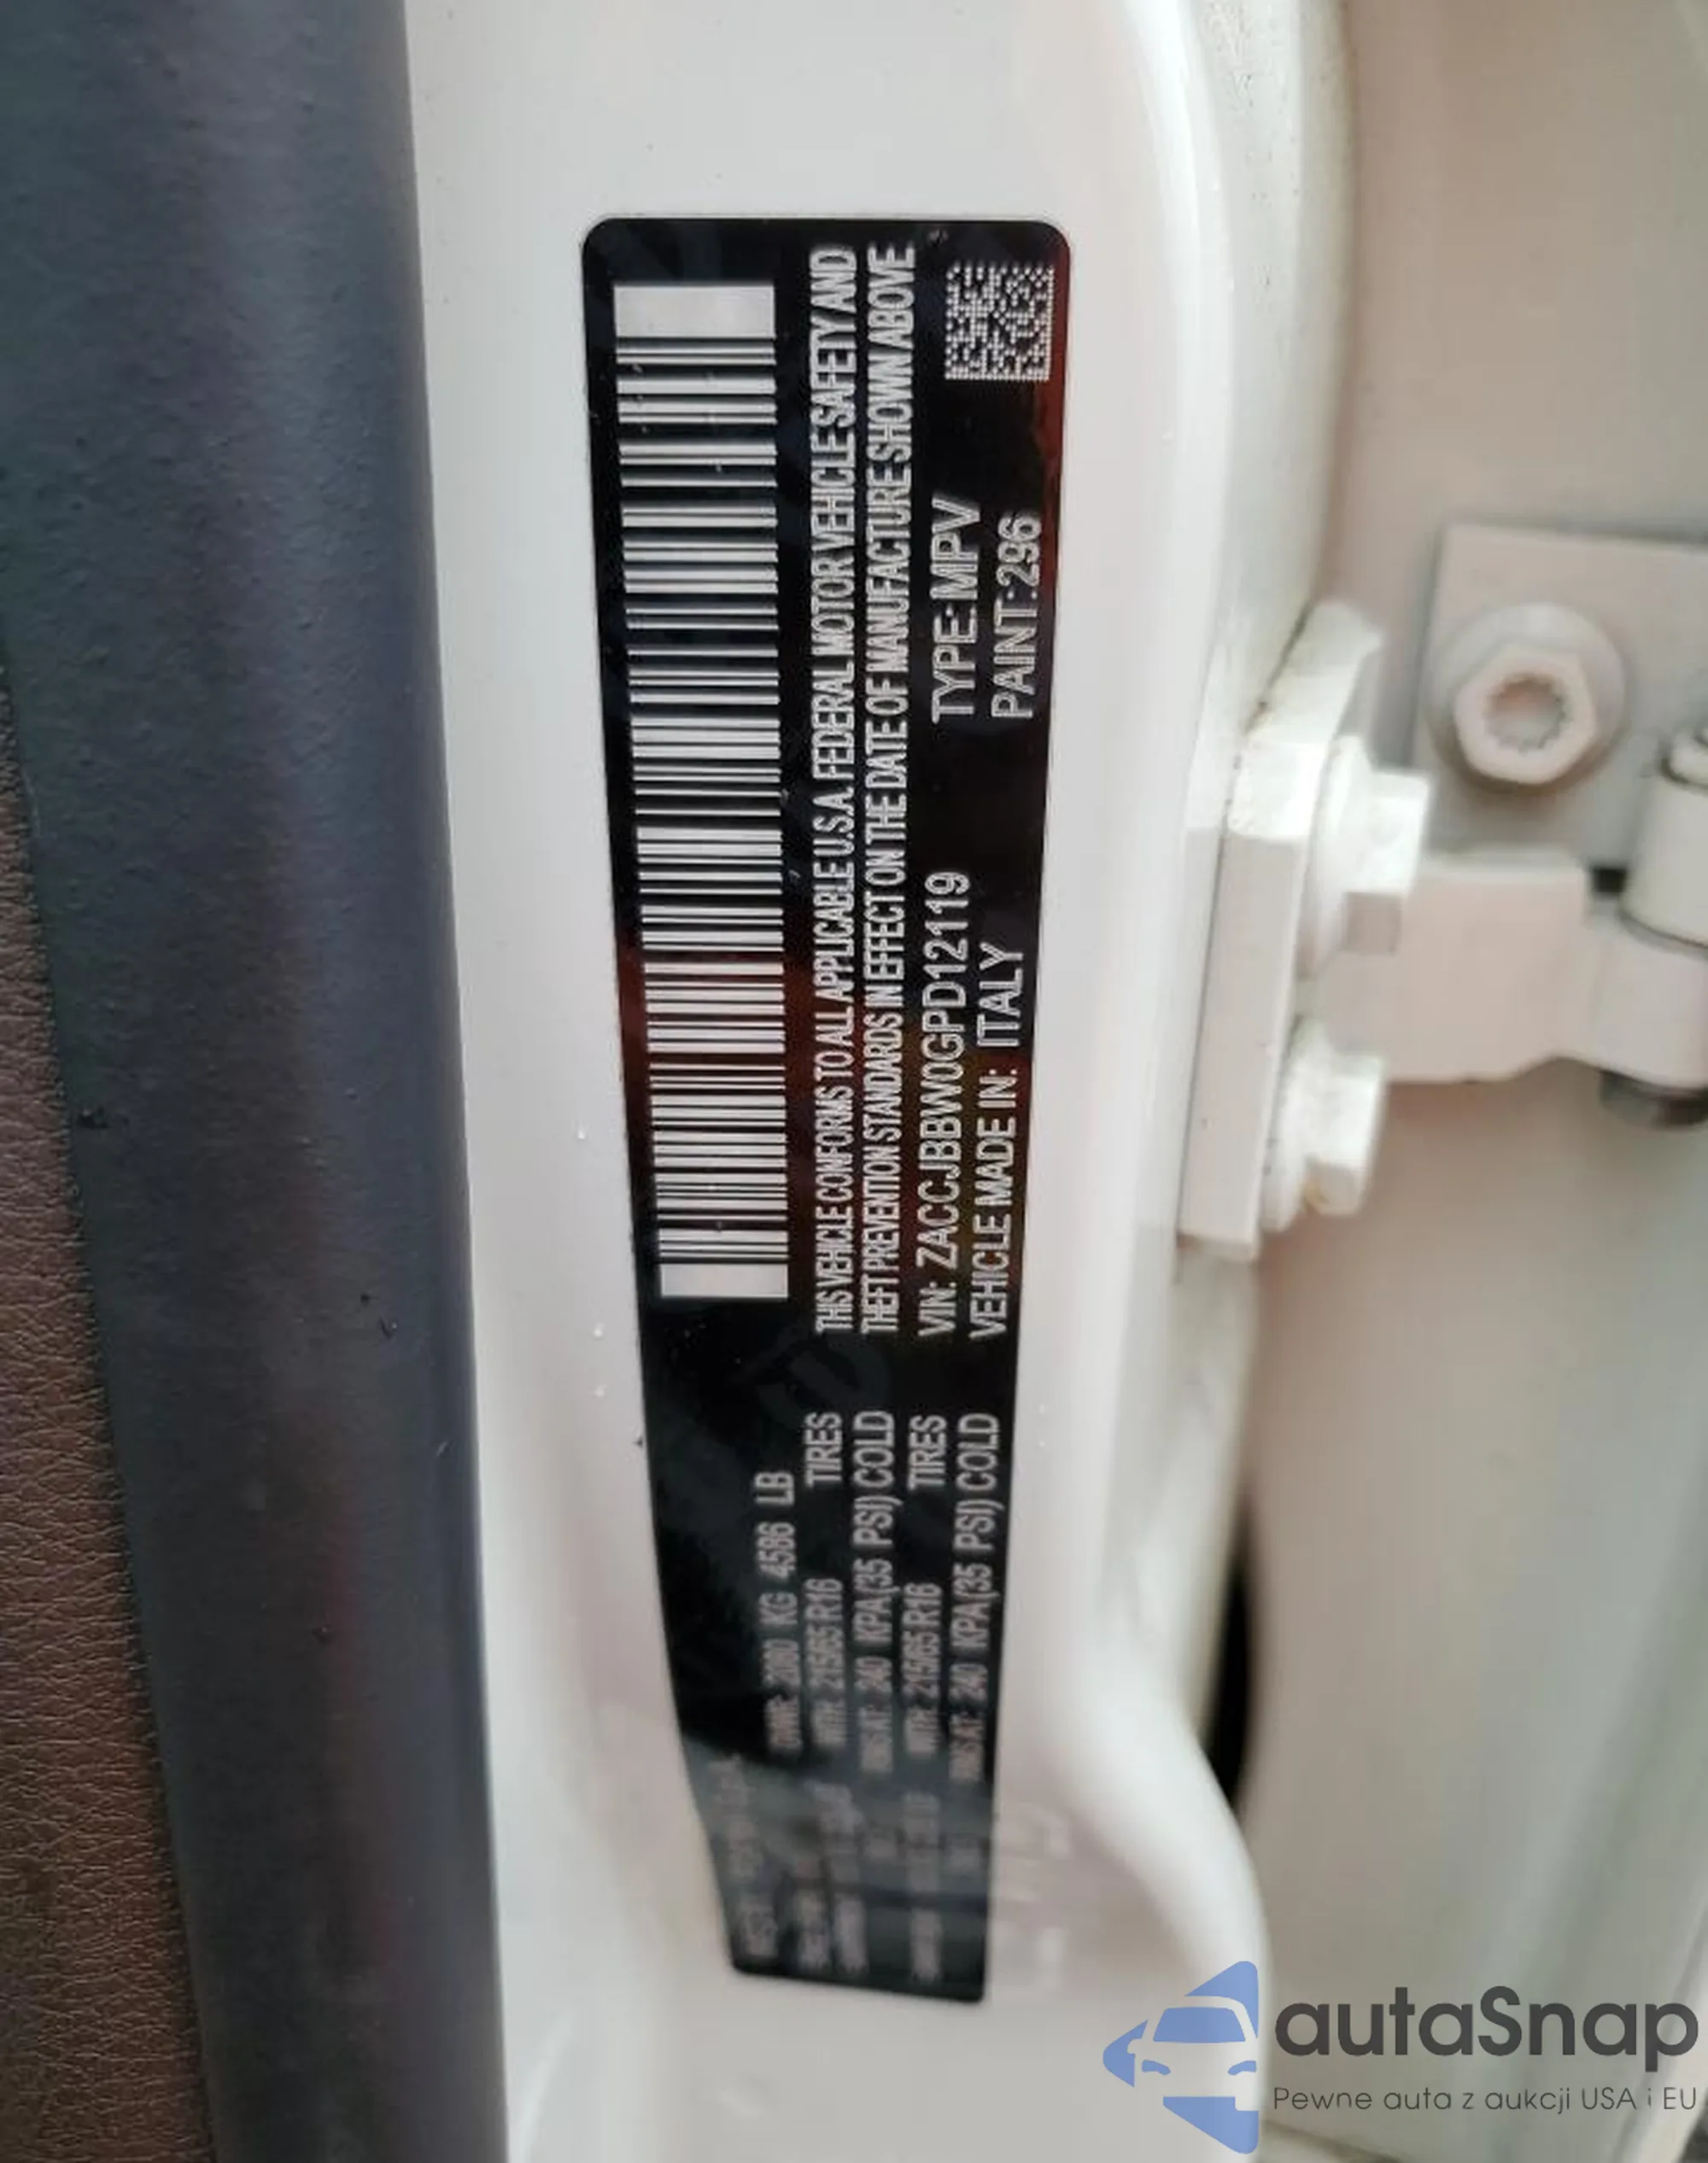 THIS VEHICLE CONFORMS TO ALL APPLICABLE U.S.A. FEDERAL MOTOR VEHICLE SAFETY AND
THEFT PREVENTION STANDARDS IN EFFECT ON THE DATE OF MANUFACTURE SHOWN ABOVE
VIN: ZACCJBBW0GPD12119 TYPE: MPV
VEHICLE MADE IN: ITALY PAINT: 296
KG 4586 LB
215/65 R16 TIRES
240 KPA (35 PSI) COLD
215/65 R16 TIRES
240 KPA (35 PSI) COLD
autaSnap
Pewne auta z aukcji USA i EU